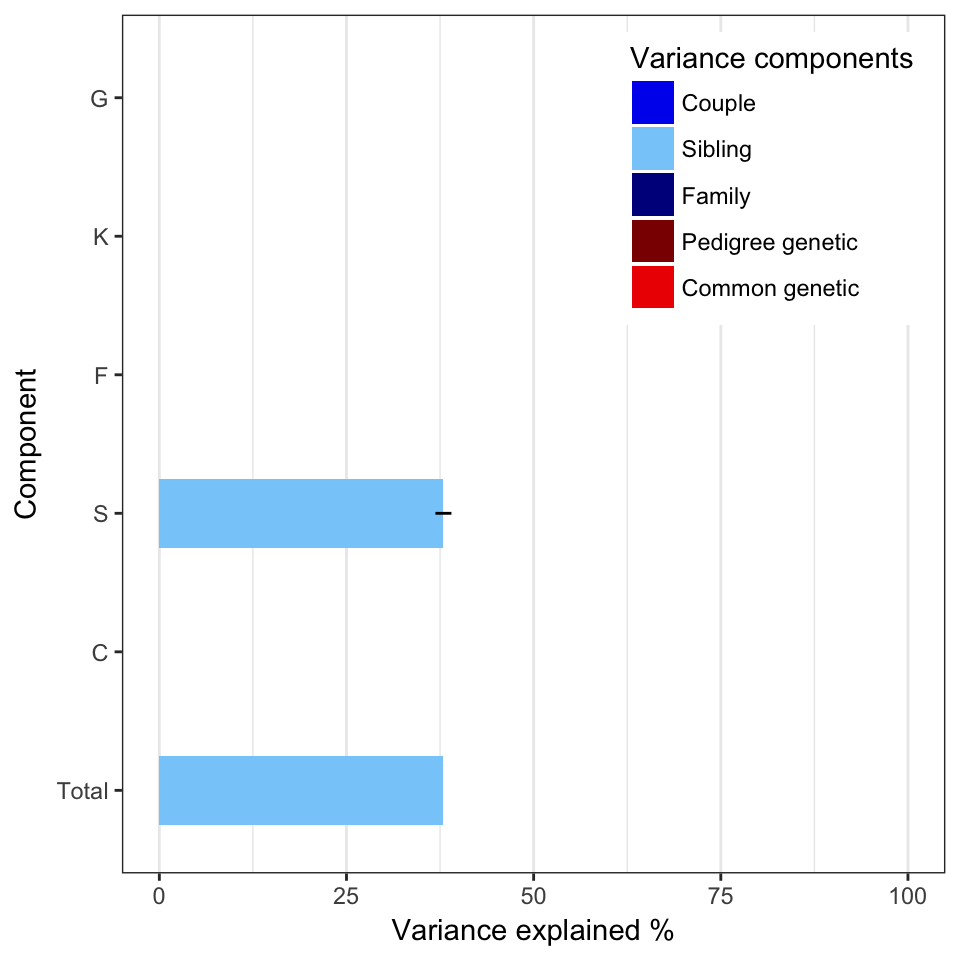 Variance components
Couple
Sibling
Family
Pedigree genetic
Common genetic
Component
G
K
F
S
C
Total
0 25 50 75 100
Variance explained %